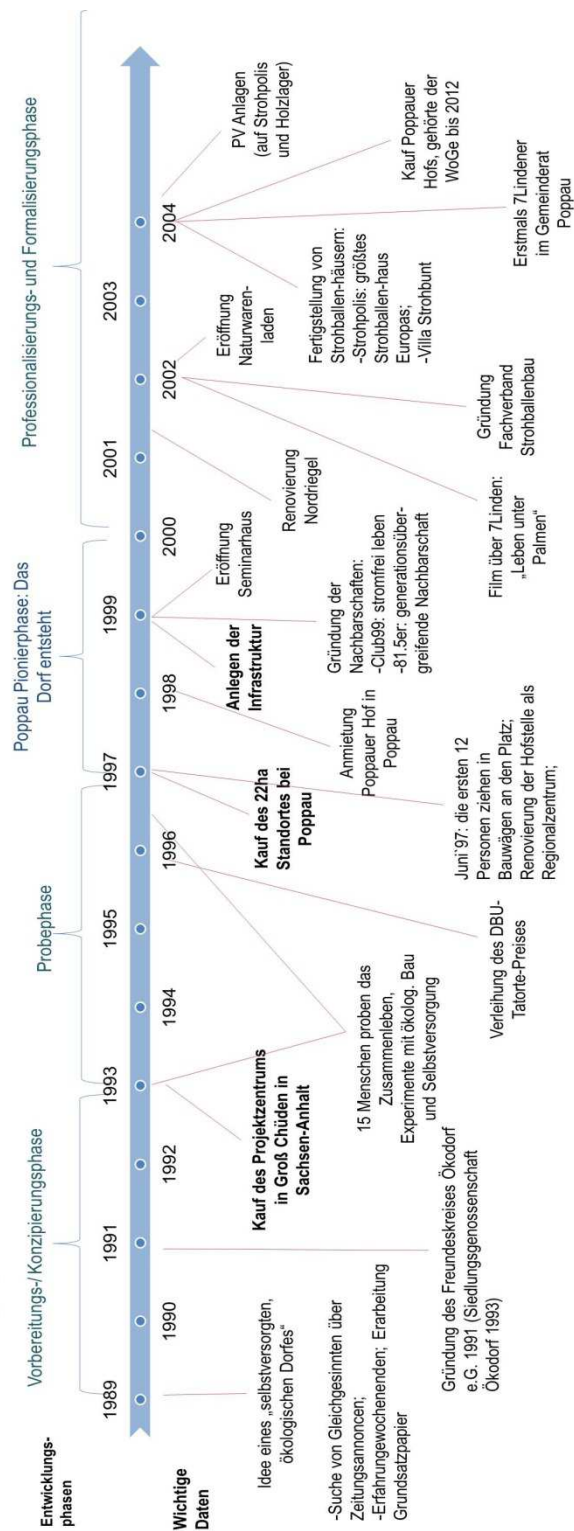 Entwicklungs-
phasen
Vorbereitungs-/ Konzipierungsphase
Probephase
Poppau Pionierphase: Das
Dorf entsteht
Professionalisierungs- und Formalisierungsphase
1989
1990
1991
1992
1993
1994
1995
1996
1997
1998
1999
2000
2001
2002
2003
2004
Wichtige
Daten
Idee eines „selbstversorgten,
ökologischen Dorfes“
-Suche von Gleichgesinnten über
Zeitungsannoncen;
-Erfahrungewochenenden; Erarbeitung
Grundsatzpapier
Gründung des Freundeskreises Ökodorf
e.G. 1991 (Siedlungsgenossenschaft
Ökodorf 1993)
Kauf des Projektzentrums
in Groß Chüden in
Sachsen-Anhalt
15 Menschen proben das
Zusammenleben,
Experimente mit ökolog. Bau
und Selbstversorgung
Verleihung des DBU-
Tatorte-Preises
Kauf des 22ha
Standortes bei
Poppau
Juni´97: die ersten 12
Personen ziehen in
Bauwägen an den Platz;
Renovierung der Hofstelle als
Regionalzentrum;
Anmietung
Poppauer Hof in
Poppau
Anlegen der
Infrastruktur
Eröffnung
Seminarhaus
Gründung der
Nachbarschaften:
-Club99: stromfrei leben
-81.5er: generationsüber-
greifende Nachbarschaft
Renovierung
Nordriegel
Film über 7Linden:
„Leben unter
Palmen“
Eröffnung
Naturwaren-
laden
Gründung
Fachverband
Strohballenbau
Fertigstellung von
Strohballen-häusern:
-Strohpolis: größtes
Strohballen-haus
Europas;
-Villa Strohbunt
PV Anlagen
(auf Strohpolis
und Holzlager)
Kauf Poppauer
Hofs, gehörte der
WoGe bis 2012
Erstmals 7Lindener
im Gemeinderat
Poppau